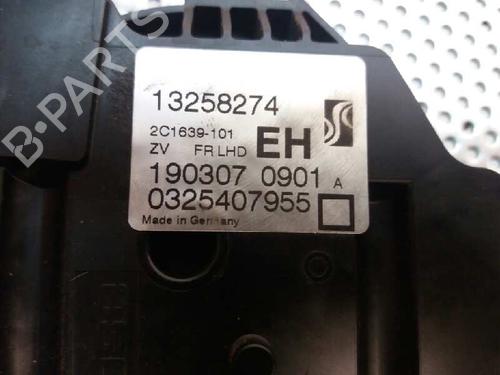 B-PARTS
13258274
2C1639-101
ZV FR LHD EH
190307 0901 A
0325407955
Made in Germany